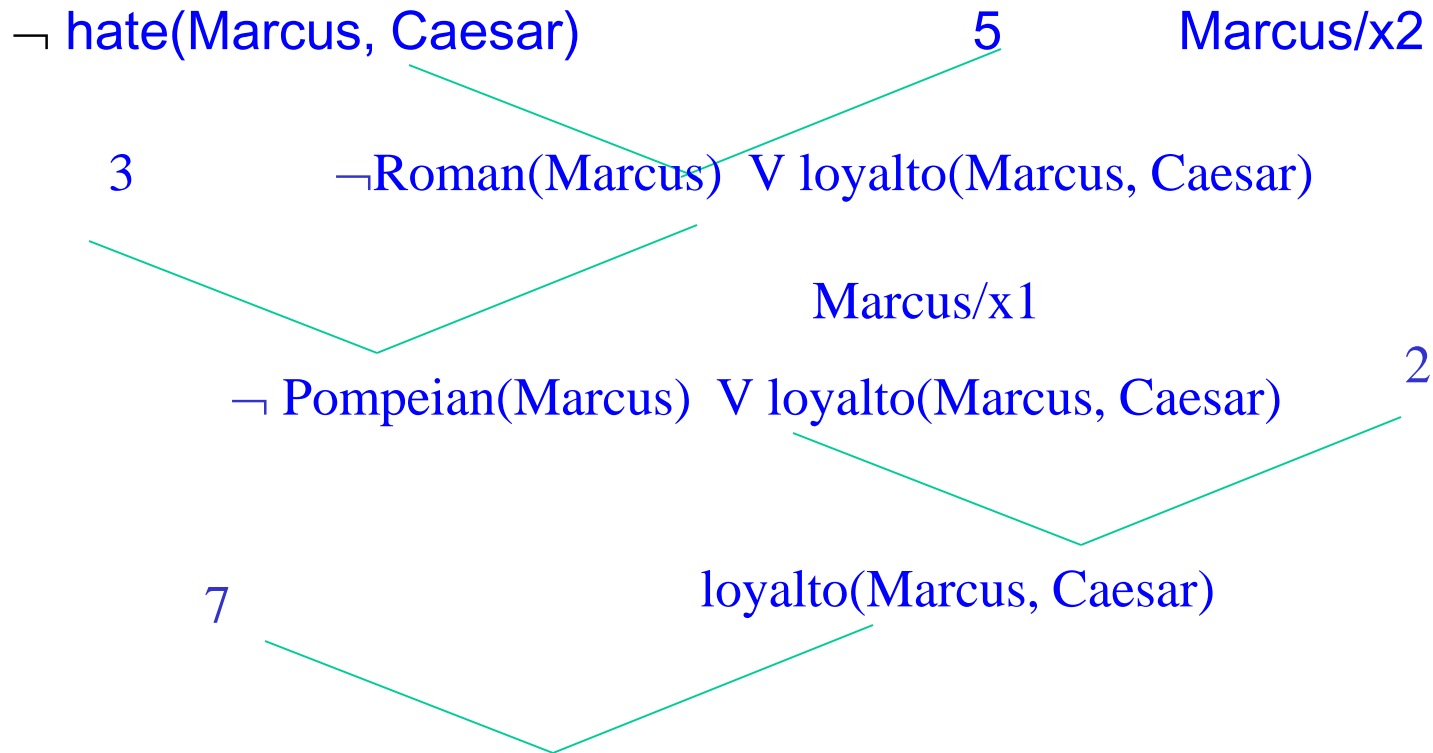 ¬ hate(Marcus, Caesar) 5 Marcus/x2
3 ¬Roman(Marcus) V loyalto(Marcus, Caesar)
Marcus/x1
2
¬ Pompeian(Marcus) V loyalto(Marcus, Caesar)
7 loyalto(Marcus, Caesar)